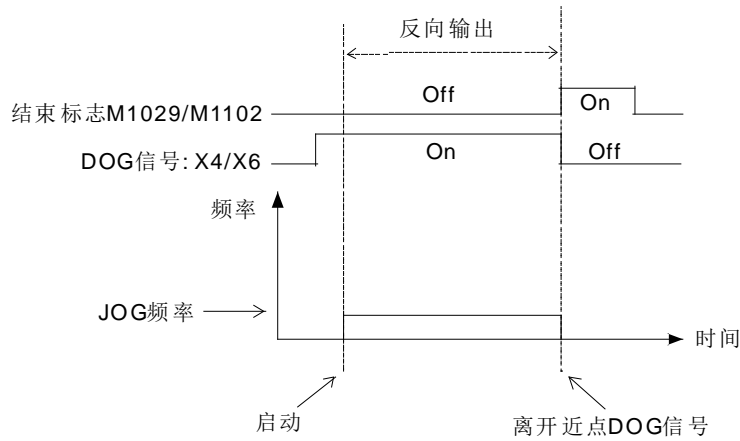 反向输出
Off
On
结束标志M1029/M1102
DOG信号: X4/X6
On
Off
频率
JOG频率
时间
启动
离开近点DOG信号